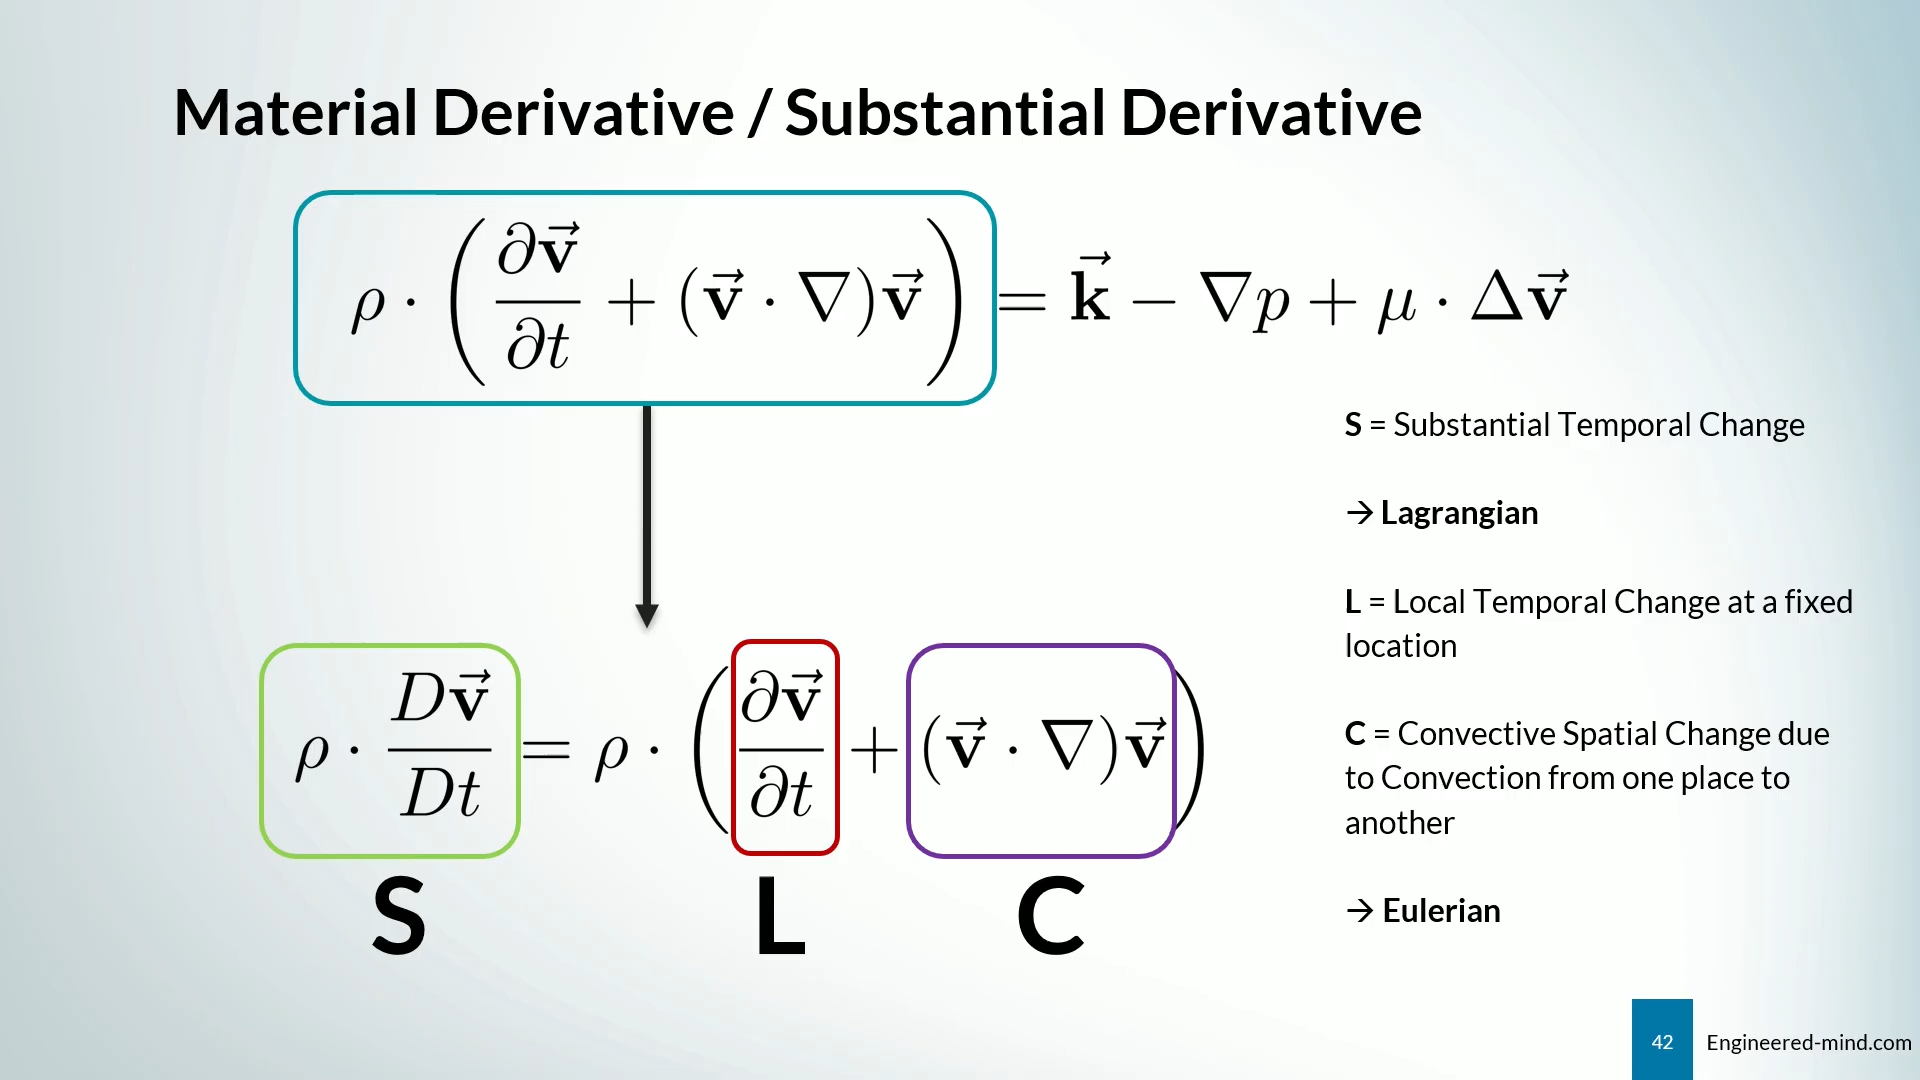 Material Derivative / Substantial Derivative
ρ · ( ∂v⃗/∂t + (v⃗ · ∇)v⃗ ) = k⃗ − ∇p + μ · Δv⃗
S = Substantial Temporal Change
→ Lagrangian
L = Local Temporal Change at a fixed
location
C = Convective Spatial Change due
to Convection from one place to
another
→ Eulerian
ρ · Dv⃗/Dt = ρ · ( ∂v⃗/∂t + (v⃗ · ∇)v⃗ )
S L C
42 Engineered-mind.com